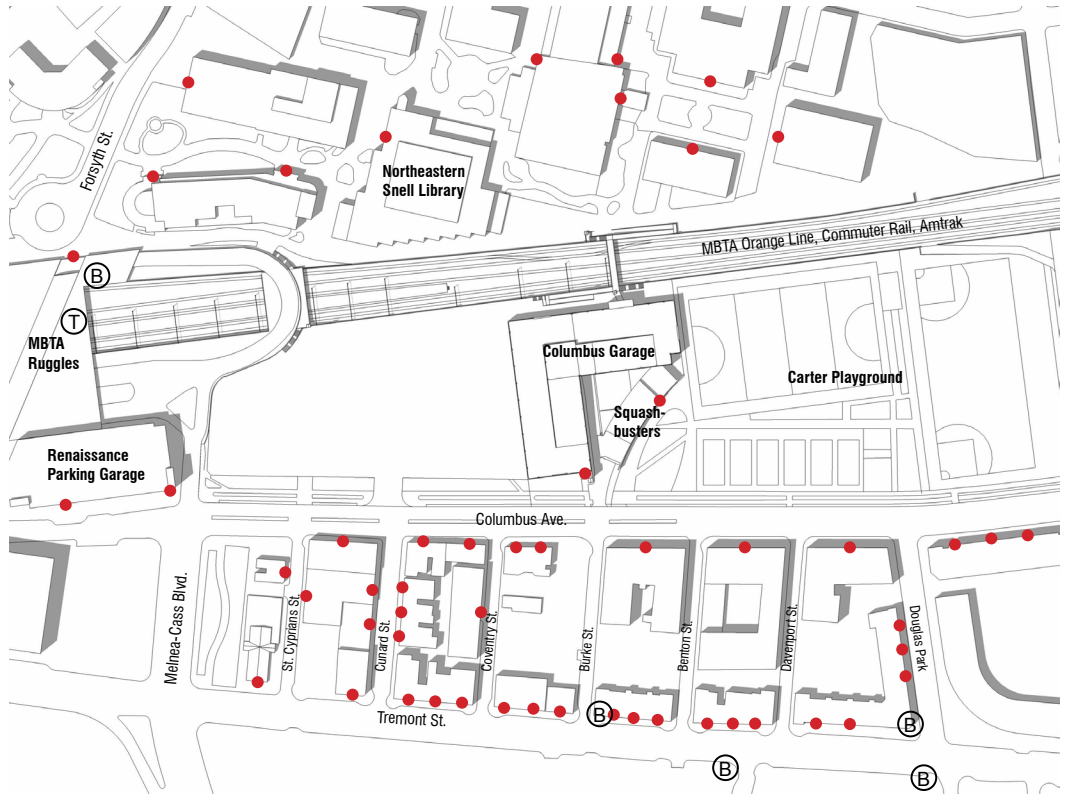 Forsyth St.
Northeastern
Snell Library
MBTA Orange Line, Commuter Rail, Amtrak
B
T
MBTA
Ruggles
Columbus Garage
Carter Playground
Squash-
busters
Renaissance
Parking Garage
Columbus Ave.
Melnea-Cass Blvd.
St. Cyprians St.
Cunard St.
Coventry St.
Burke St.
Benton St.
Davenport St.
Douglas Park
Tremont St.
B
B
B
B